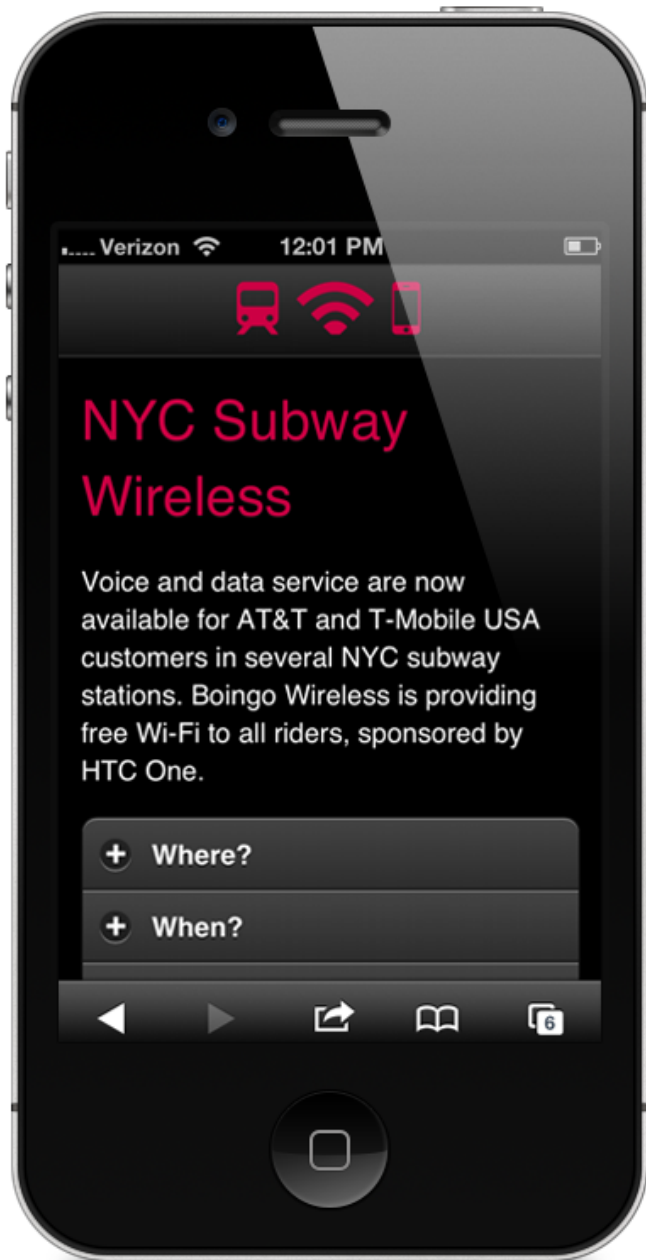 Verizon 12:01 PM
NYC Subway
Wireless
Voice and data service are now
available for AT&T and T-Mobile USA
customers in several NYC subway
stations. Boingo Wireless is providing
free Wi-Fi to all riders, sponsored by
HTC One.
Where?
When?
6